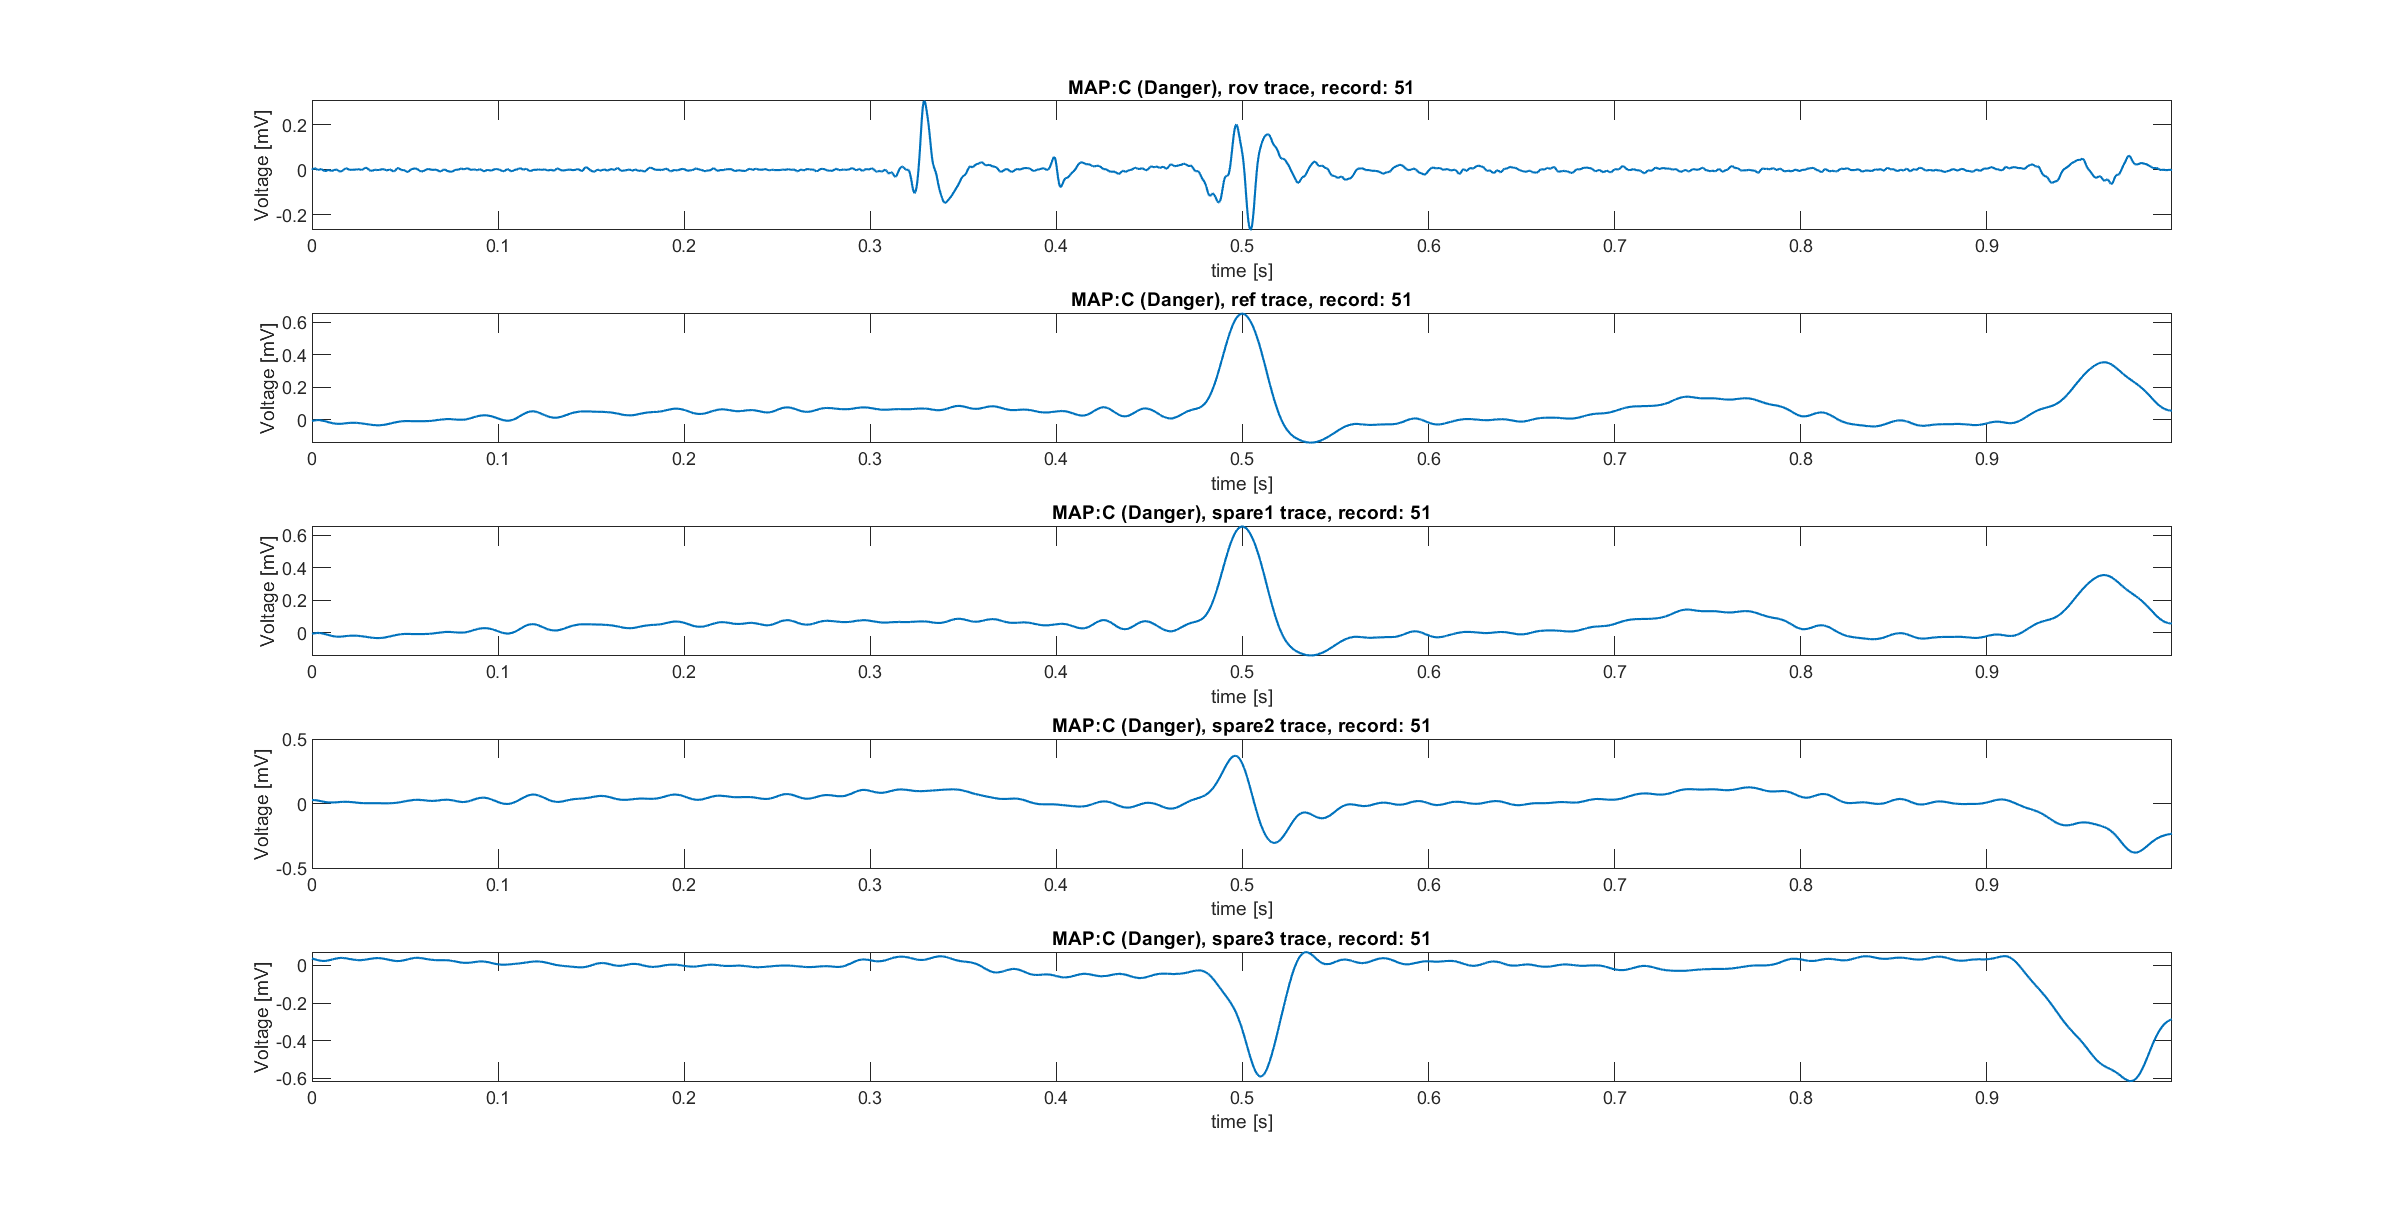 MAP:C (Danger), rov trace, record: 51
Voltage [mV]
0.2
0
-0.2
0 0.1 0.2 0.3 0.4 0.5 0.6 0.7 0.8 0.9
time [s]
MAP:C (Danger), ref trace, record: 51
Voltage [mV]
0.6
0.4
0.2
0
0 0.1 0.2 0.3 0.4 0.5 0.6 0.7 0.8 0.9
time [s]
MAP:C (Danger), spare1 trace, record: 51
Voltage [mV]
0.6
0.4
0.2
0
0 0.1 0.2 0.3 0.4 0.5 0.6 0.7 0.8 0.9
time [s]
MAP:C (Danger), spare2 trace, record: 51
Voltage [mV]
0.5
0
-0.5
0 0.1 0.2 0.3 0.4 0.5 0.6 0.7 0.8 0.9
time [s]
MAP:C (Danger), spare3 trace, record: 51
Voltage [mV]
0
-0.2
-0.4
-0.6
0 0.1 0.2 0.3 0.4 0.5 0.6 0.7 0.8 0.9
time [s]